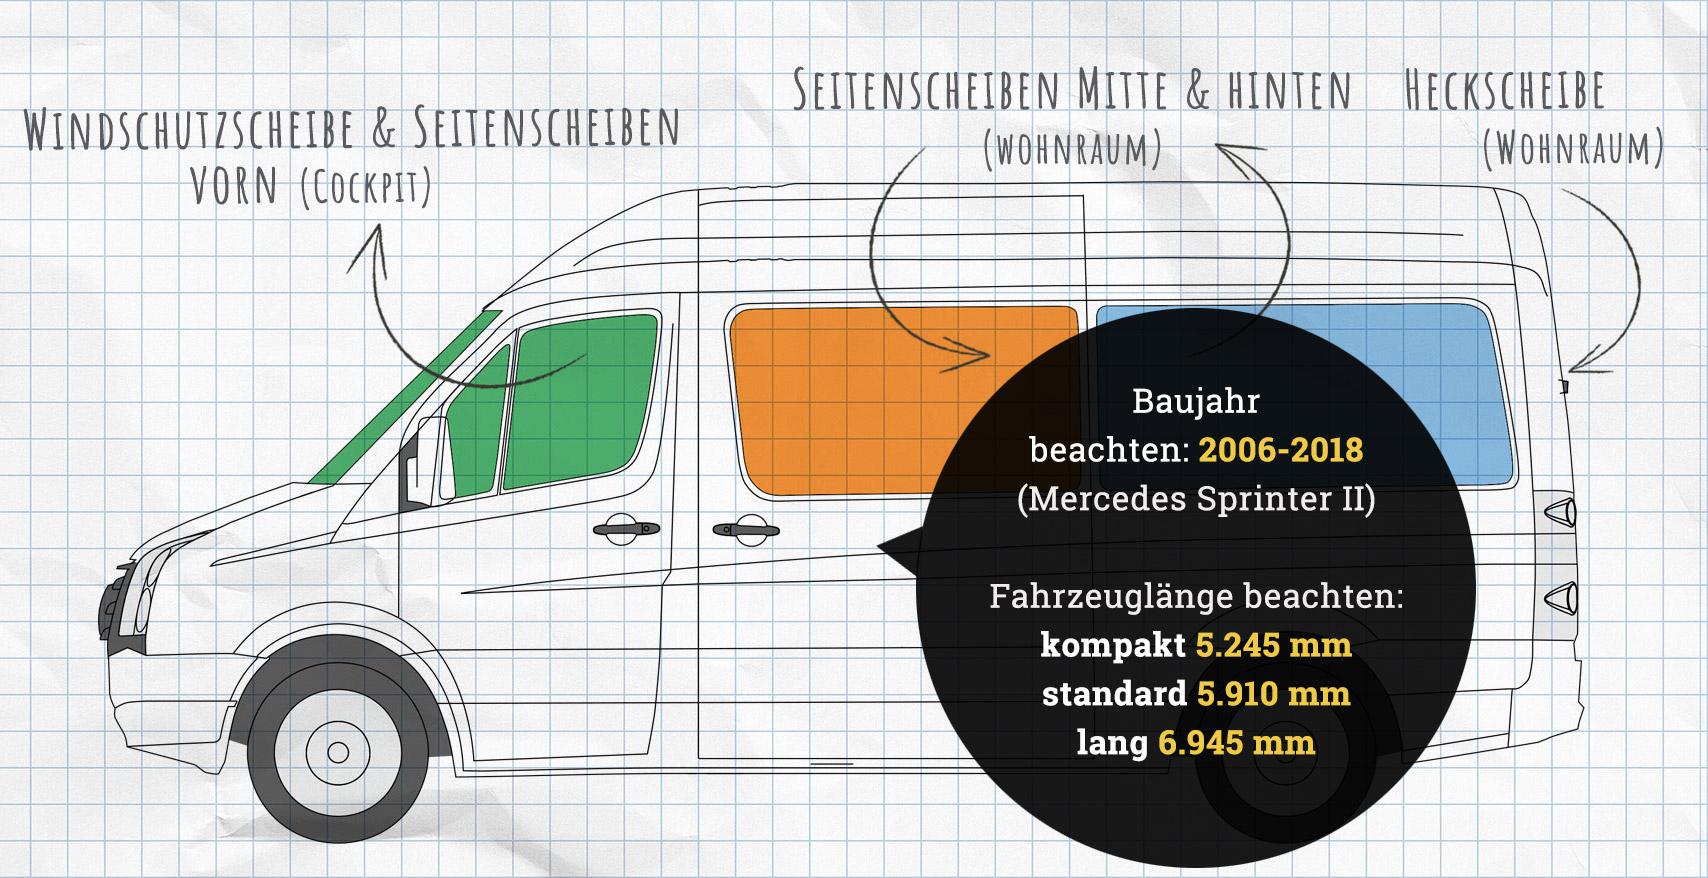 Windschutzscheibe & Seitenscheiben
vorn (Cockpit)
Seitenscheiben Mitte & hinten
(wohnraum)
Heckscheibe
(Wohnraum)
Baujahr
beachten: 2006-2018
(Mercedes Sprinter II)
Fahrzeuglänge beachten:
kompakt 5.245 mm
standard 5.910 mm
lang 6.945 mm